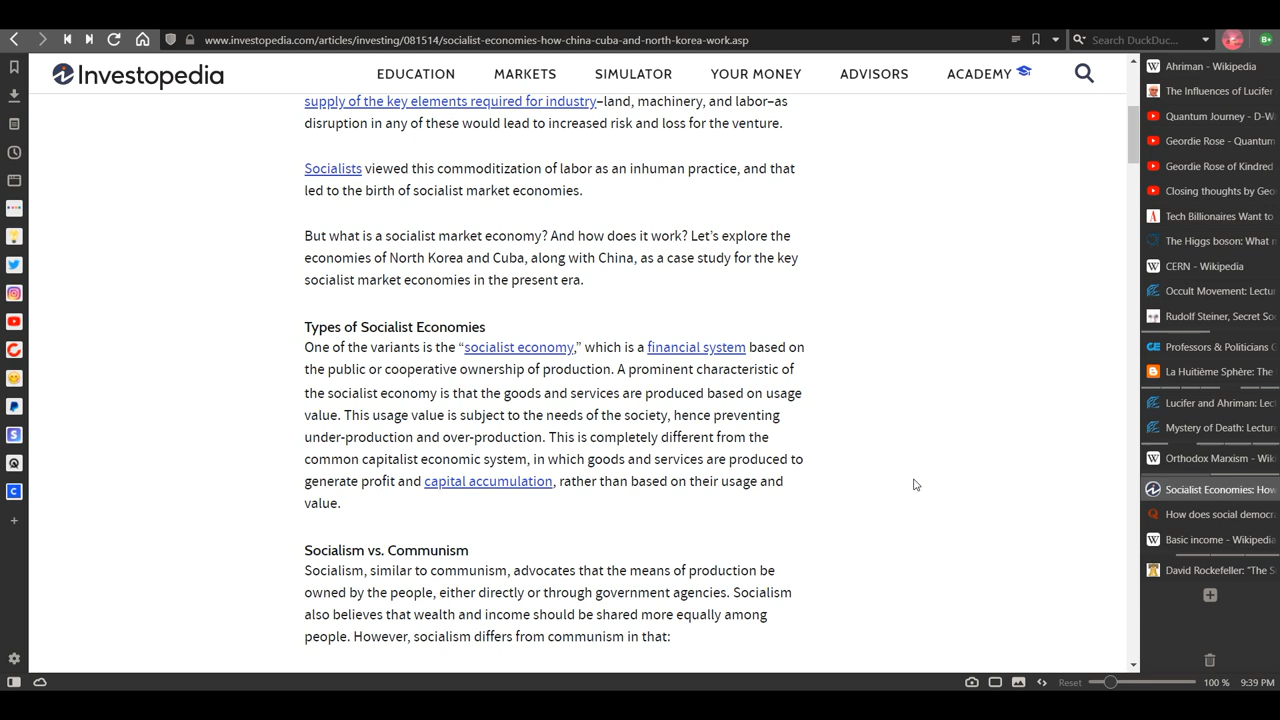 www.investopedia.com/articles/investing/081514/socialist-economies-how-china-cuba-and-north-korea-work.asp
Search DuckDuc...
Investopedia
EDUCATION
MARKETS
SIMULATOR
YOUR MONEY
ADVISORS
ACADEMY
supply of the key elements required for industry–land, machinery, and labor–as
disruption in any of these would lead to increased risk and loss for the venture.
Socialists viewed this commoditization of labor as an inhuman practice, and that
led to the birth of socialist market economies.
But what is a socialist market economy? And how does it work? Let’s explore the
economies of North Korea and Cuba, along with China, as a case study for the key
socialist market economies in the present era.
Types of Socialist Economies
One of the variants is the “socialist economy,” which is a financial system based on
the public or cooperative ownership of production. A prominent characteristic of
the socialist economy is that the goods and services are produced based on usage
value. This usage value is subject to the needs of the society, hence preventing
under-production and over-production. This is completely different from the
common capitalist economic system, in which goods and services are produced to
generate profit and capital accumulation, rather than based on their usage and
value.
Socialism vs. Communism
Socialism, similar to communism, advocates that the means of production be
owned by the people, either directly or through government agencies. Socialism
also believes that wealth and income should be shared more equally among
people. However, socialism differs from communism in that:
Ahriman - Wikipedia
The Influences of Lucifer
Quantum Journey - D-W
Geordie Rose - Quantum
Geordie Rose of Kindred
Closing thoughts by Geo
Tech Billionaires Want to
The Higgs boson: What m
CERN - Wikipedia
Occult Movement: Lectu
Rudolf Steiner, Secret So
Professors & Politicians
La Huitième Sphère: The
Lucifer and Ahriman: Lect
Mystery of Death: Lectur
Orthodox Marxism - Wik
Socialist Economies: How
How does social democr
Basic income - Wikipedia
David Rockefeller: "The S
Reset
100 %
9:39 PM